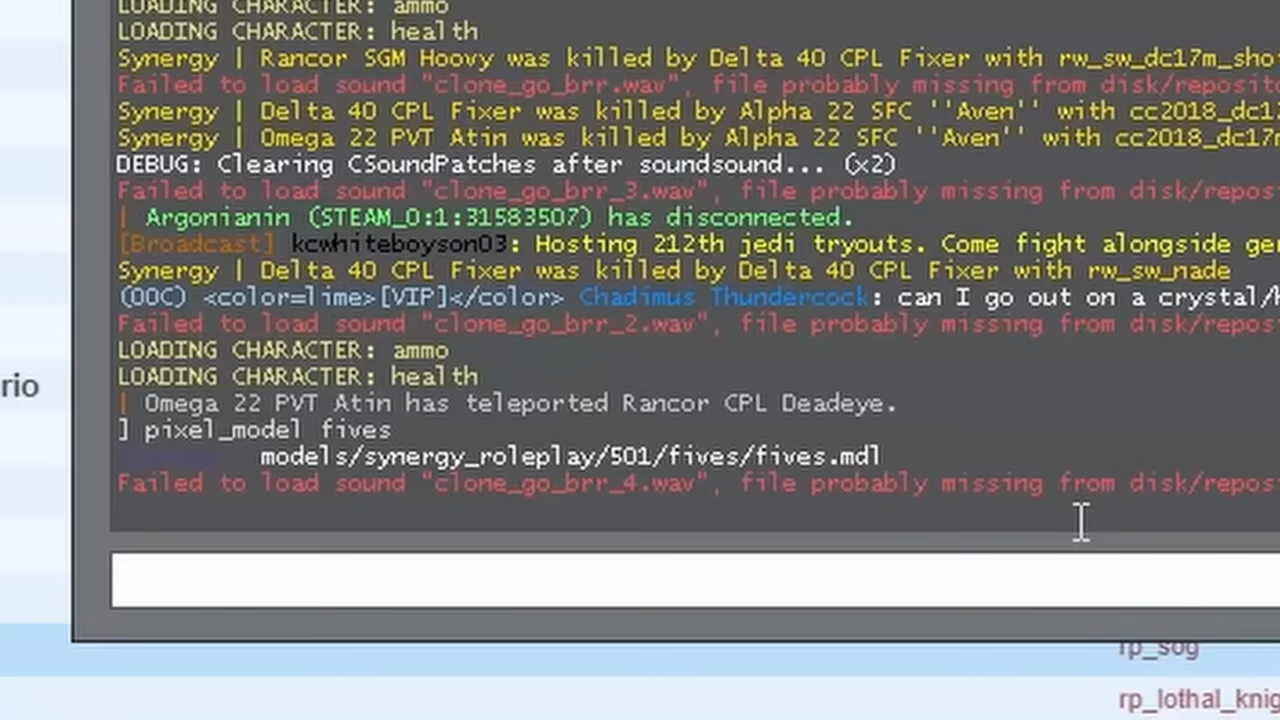 LOADING CHARACTER: ammo
LOADING CHARACTER: health
Synergy | Rancor SGM Hoovy was killed by Delta 40 CPL Fixer with rw_sw_dc17m_sho
Failed to load sound "clone_go_brr.wav", file probably missing from disk/reposito
Synergy | Delta 40 CPL Fixer was killed by Alpha 22 SFC ''Aven'' with cc2018_dc1
Synergy | Omega 22 PVT Atin was killed by Alpha 22 SFC ''Aven'' with cc2018_dc17m
DEBUG: Clearing CSoundPatches after soundsound... (x2)
Failed to load sound "clone_go_brr_3.wav", file probably missing from disk/repos
| Argonianin (STEAM_0:1:31583507) has disconnected.
[Broadcast] kcwhiteboyson03: Hosting 212th jedi tryouts. Come fight alongside ge
Synergy | Delta 40 CPL Fixer was killed by Delta 40 CPL Fixer with rw_sw_nade
(OOC) <color=lime>[VIP]</color> Chadimus Thundercock: can I go out on a crystal/
Failed to load sound "clone_go_brr_2.wav", file probably missing from disk/repos
LOADING CHARACTER: ammo
LOADING CHARACTER: health
rio
| Omega 22 PVT Atin has teleported Rancor CPL Deadeye.
] pixel_model fives
models/synergy_roleplay/501/fives/fives.mdl
Failed to load sound "clone_go_brr_4.wav", file probably missing from disk/repos
rp_sog
rp_lothal_knig